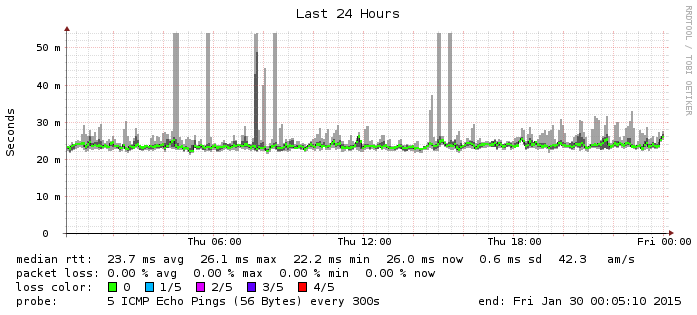 Last 24 Hours
RRDTOOL / TOBI OETIKER
Seconds
50 m
40 m
30 m
20 m
10 m
0
Thu 06:00 Thu 12:00 Thu 18:00 Fri 00:00
median rtt: 23.7 ms avg 26.1 ms max 22.2 ms min 26.0 ms now 0.6 ms sd 42.3 am/s
packet loss: 0.00 % avg 0.00 % max 0.00 % min 0.00 % now
loss color: 0 1/5 2/5 3/5 4/5
probe: 5 ICMP Echo Pings (56 Bytes) every 300s end: Fri Jan 30 00:05:10 2015